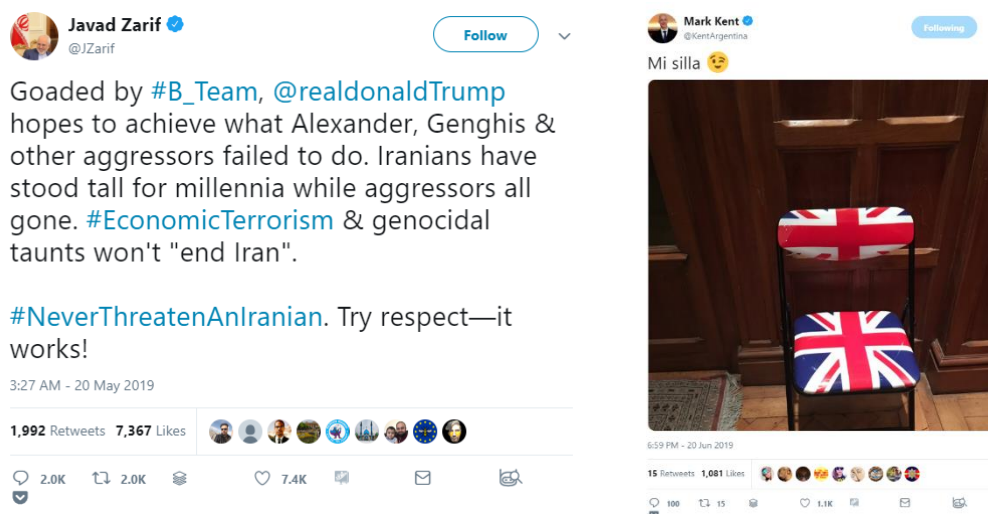 Javad Zarif
@JZarif
Follow
Goaded by #B_Team, @realdonaldTrump
hopes to achieve what Alexander, Genghis &
other aggressors failed to do. Iranians have
stood tall for millennia while aggressors all
gone. #EconomicTerrorism & genocidal
taunts won't "end Iran".
#NeverThreatenAnIranian. Try respect—it
works!
3:27 AM - 20 May 2019
1,992 Retweets 7,367 Likes
2.0K 2.0K 7.4K
Mark Kent
@KentArgentina
Following
Mi silla 😉
6:59 PM - 20 Jun 2019
15 Retweets 1,081 Likes
100 15 1.1K